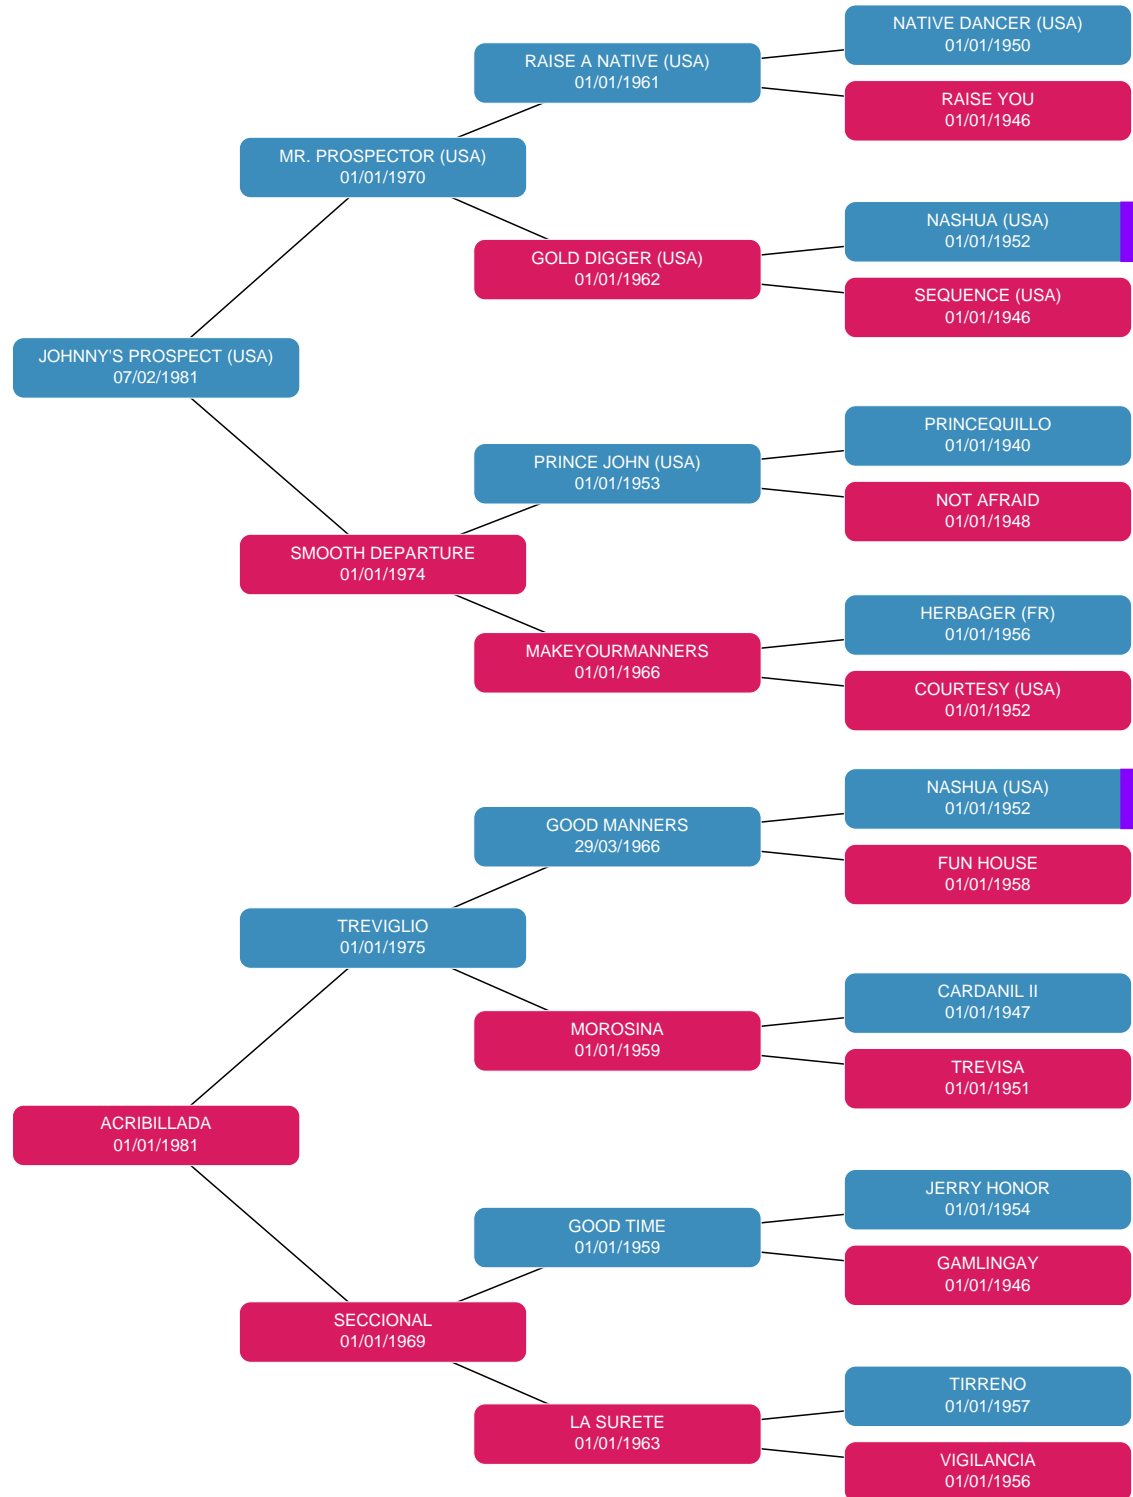 NATIVE DANCER (USA)
01/01/1950
RAISE A NATIVE (USA)
01/01/1961
RAISE YOU
01/01/1946
MR. PROSPECTOR (USA)
01/01/1970
NASHUA (USA)
01/01/1952
GOLD DIGGER (USA)
01/01/1962
SEQUENCE (USA)
01/01/1946
JOHNNY'S PROSPECT (USA)
07/02/1981
PRINCEQUILLO
01/01/1940
PRINCE JOHN (USA)
01/01/1953
NOT AFRAID
01/01/1948
SMOOTH DEPARTURE
01/01/1974
HERBAGER (FR)
01/01/1956
MAKEYOURMANNERS
01/01/1966
COURTESY (USA)
01/01/1952
NASHUA (USA)
01/01/1952
GOOD MANNERS
29/03/1966
FUN HOUSE
01/01/1958
TREVIGLIO
01/01/1975
CARDANIL II
01/01/1947
MOROSINA
01/01/1959
TREVISA
01/01/1951
ACRIBILLADA
01/01/1981
JERRY HONOR
01/01/1954
GOOD TIME
01/01/1959
GAMLINGAY
01/01/1946
SECCIONAL
01/01/1969
TIRRENO
01/01/1957
LA SURETE
01/01/1963
VIGILANCIA
01/01/1956